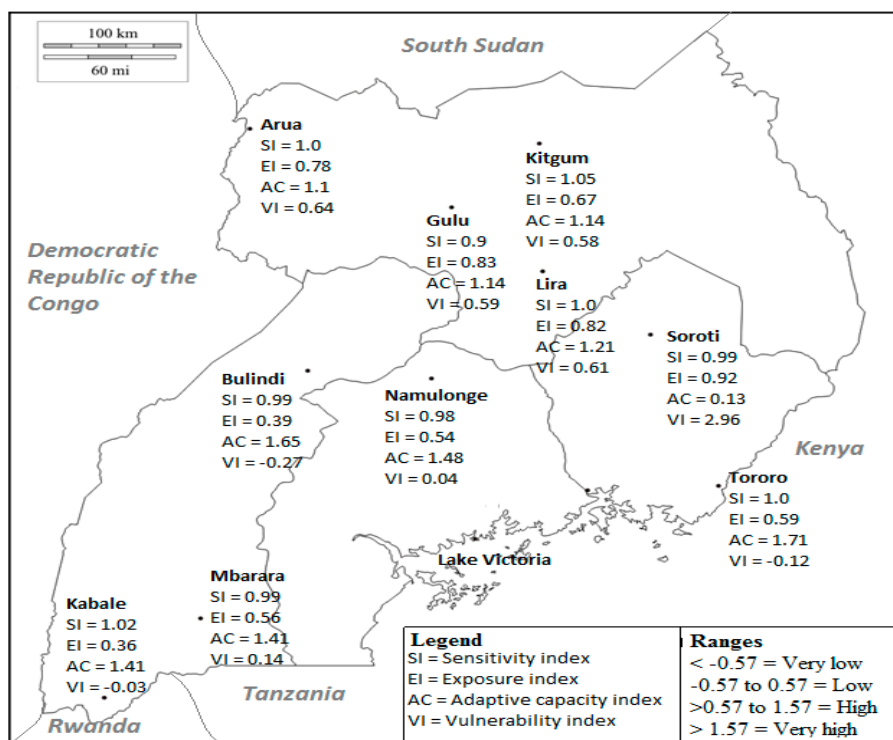 100 km
60 mi
South Sudan
Arua
SI = 1.0
EI = 0.78
AC = 1.1
VI = 0.64
Kitgum
SI = 1.05
EI = 0.67
AC = 1.14
VI = 0.58
Gulu
SI = 0.9
EI = 0.83
AC = 1.14
VI = 0.59
Democratic
Republic of the
Congo
Lira
SI = 1.0
EI = 0.82
AC = 1.21
VI = 0.61
Soroti
SI = 0.99
EI = 0.92
AC = 0.13
VI = 2.96
Bulindi
SI = 0.99
EI = 0.39
AC = 1.65
VI = -0.27
Namulonge
SI = 0.98
EI = 0.54
AC = 1.48
VI = 0.04
Kenya
Tororo
SI = 1.0
EI = 0.59
AC = 1.71
VI = -0.12
Lake Victoria
Mbarara
SI = 0.99
EI = 0.56
AC = 1.41
VI = 0.14
Kabale
SI = 1.02
EI = 0.36
AC = 1.41
VI = -0.03
Rwanda
Tanzania
Legend
SI = Sensitivity index
EI = Exposure index
AC = Adaptive capacity index
VI = Vulnerability index
Ranges
< -0.57 = Very low
-0.57 to 0.57 = Low
>0.57 to 1.57 = High
> 1.57 = Very high